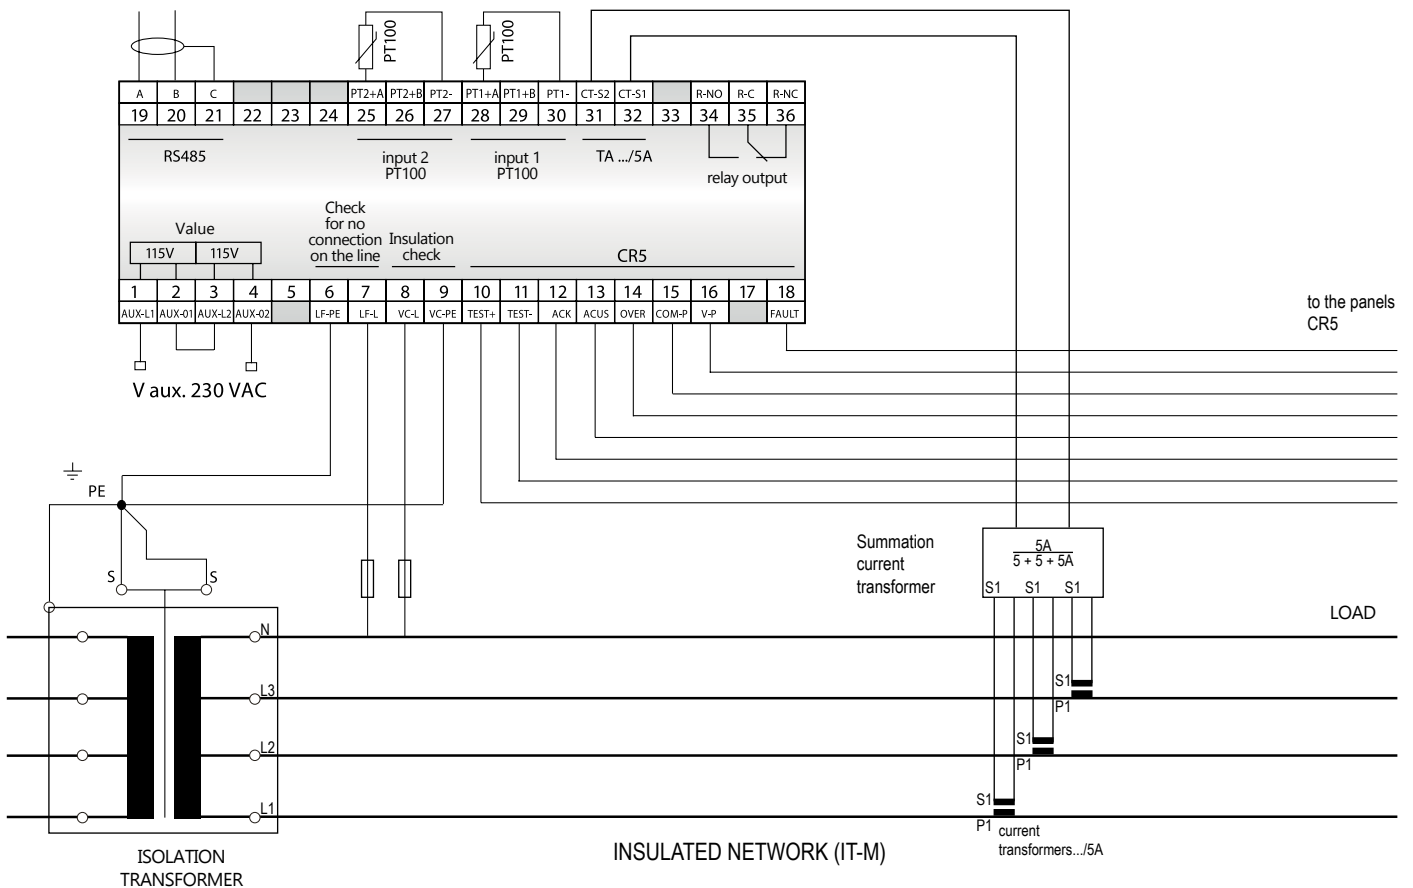 PT100
PT100
A B C PT2+A PT2+B PT2- PT1+A PT1+B PT1- CT-S2 CT-S1 R-NO R-C R-NC
19 20 21 22 23 24 25 26 27 28 29 30 31 32 33 34 35 36
RS485
input 2
PT100
input 1
PT100
TA .../5A
relay output
Value
115V 115V
Check
for no
connection
on the line
Insulation
check
CR5
1 2 3 4 5 6 7 8 9 10 11 12 13 14 15 16 17 18
AUX-L1 AUX-01 AUX-L2 AUX-02 LF-PE LF-L VC-L VC-PE TEST+ TEST- ACK ACUS OVER COM-P V-P FAULT
V aux. 230 VAC
to the panels
CR5
PE
S S
Summation
current
transformer
5A
5 + 5 + 5A
S1 S1 S1
LOAD
N
L3
L2
L1
S1
P1
S1
P1
S1
P1
current
transformers.../5A
ISOLATION
TRANSFORMER
INSULATED NETWORK (IT-M)